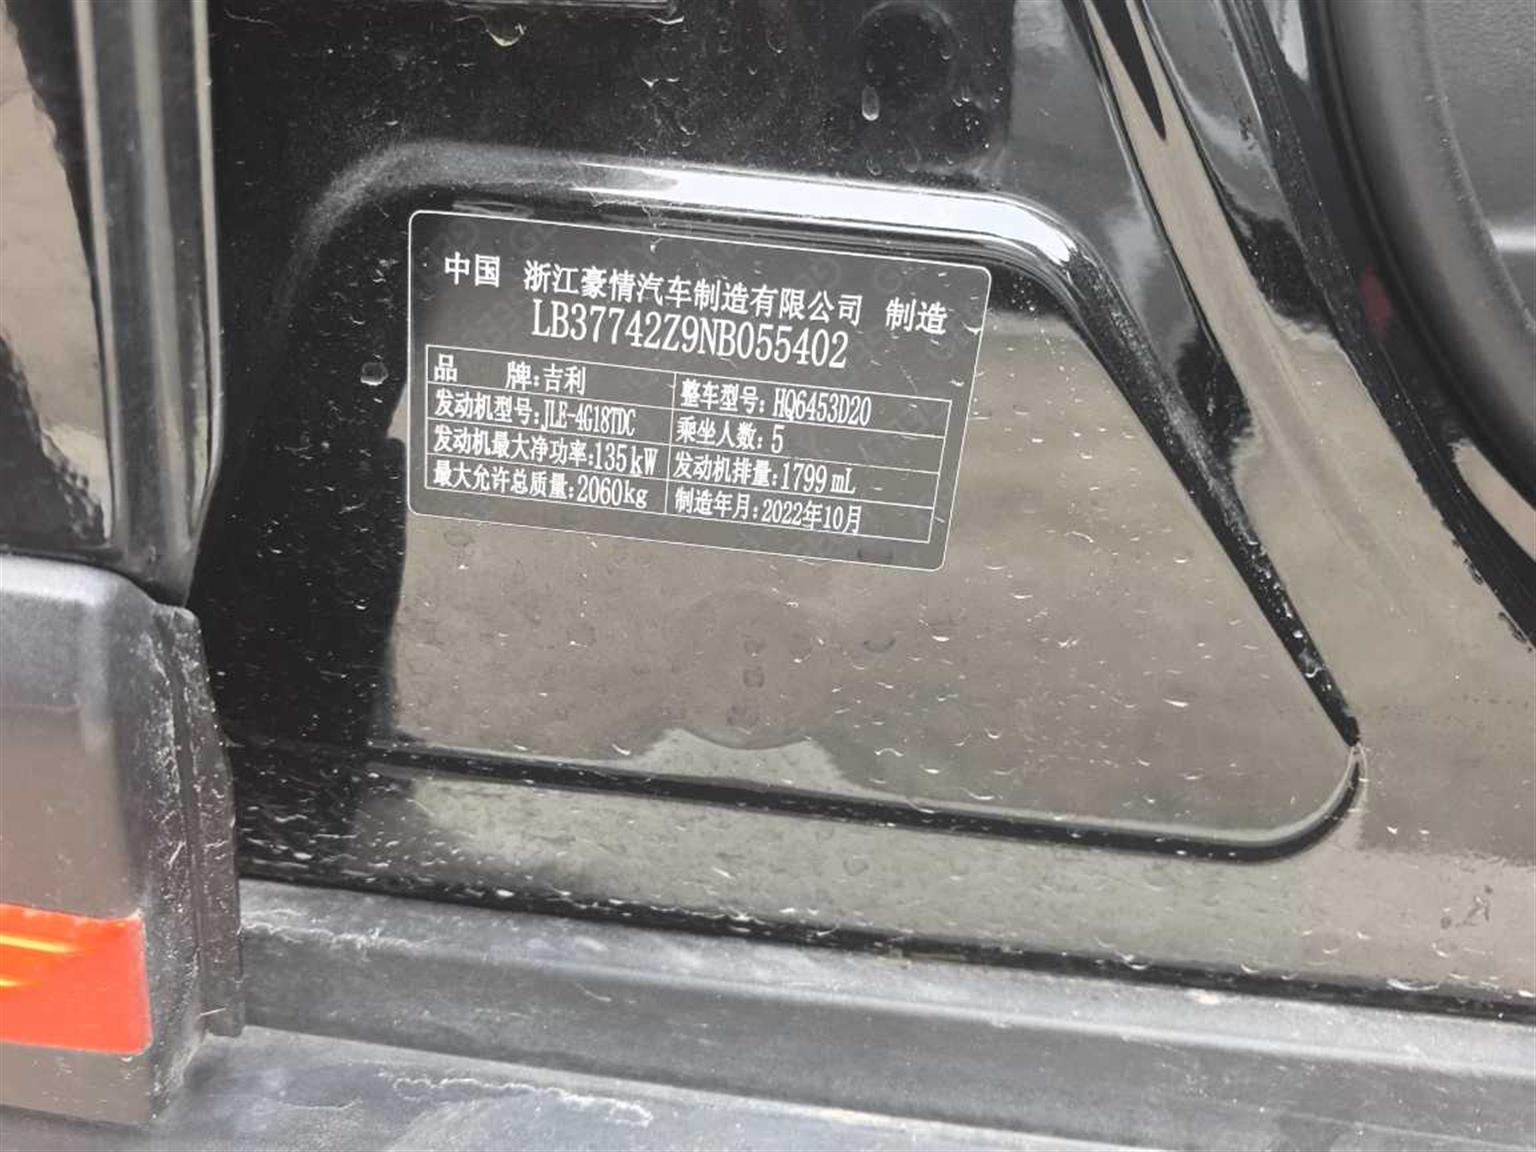 中国 浙江豪情汽车制造有限公司 制造
LB37742Z9NB055402
品 牌:吉利 整车型号:HQ6453D20
发动机型号:JLE-4G18TDC 乘坐人数:5
发动机最大净功率:135kW 发动机排量:1799mL
最大允许总质量:2060kg 制造年月:2022年10月